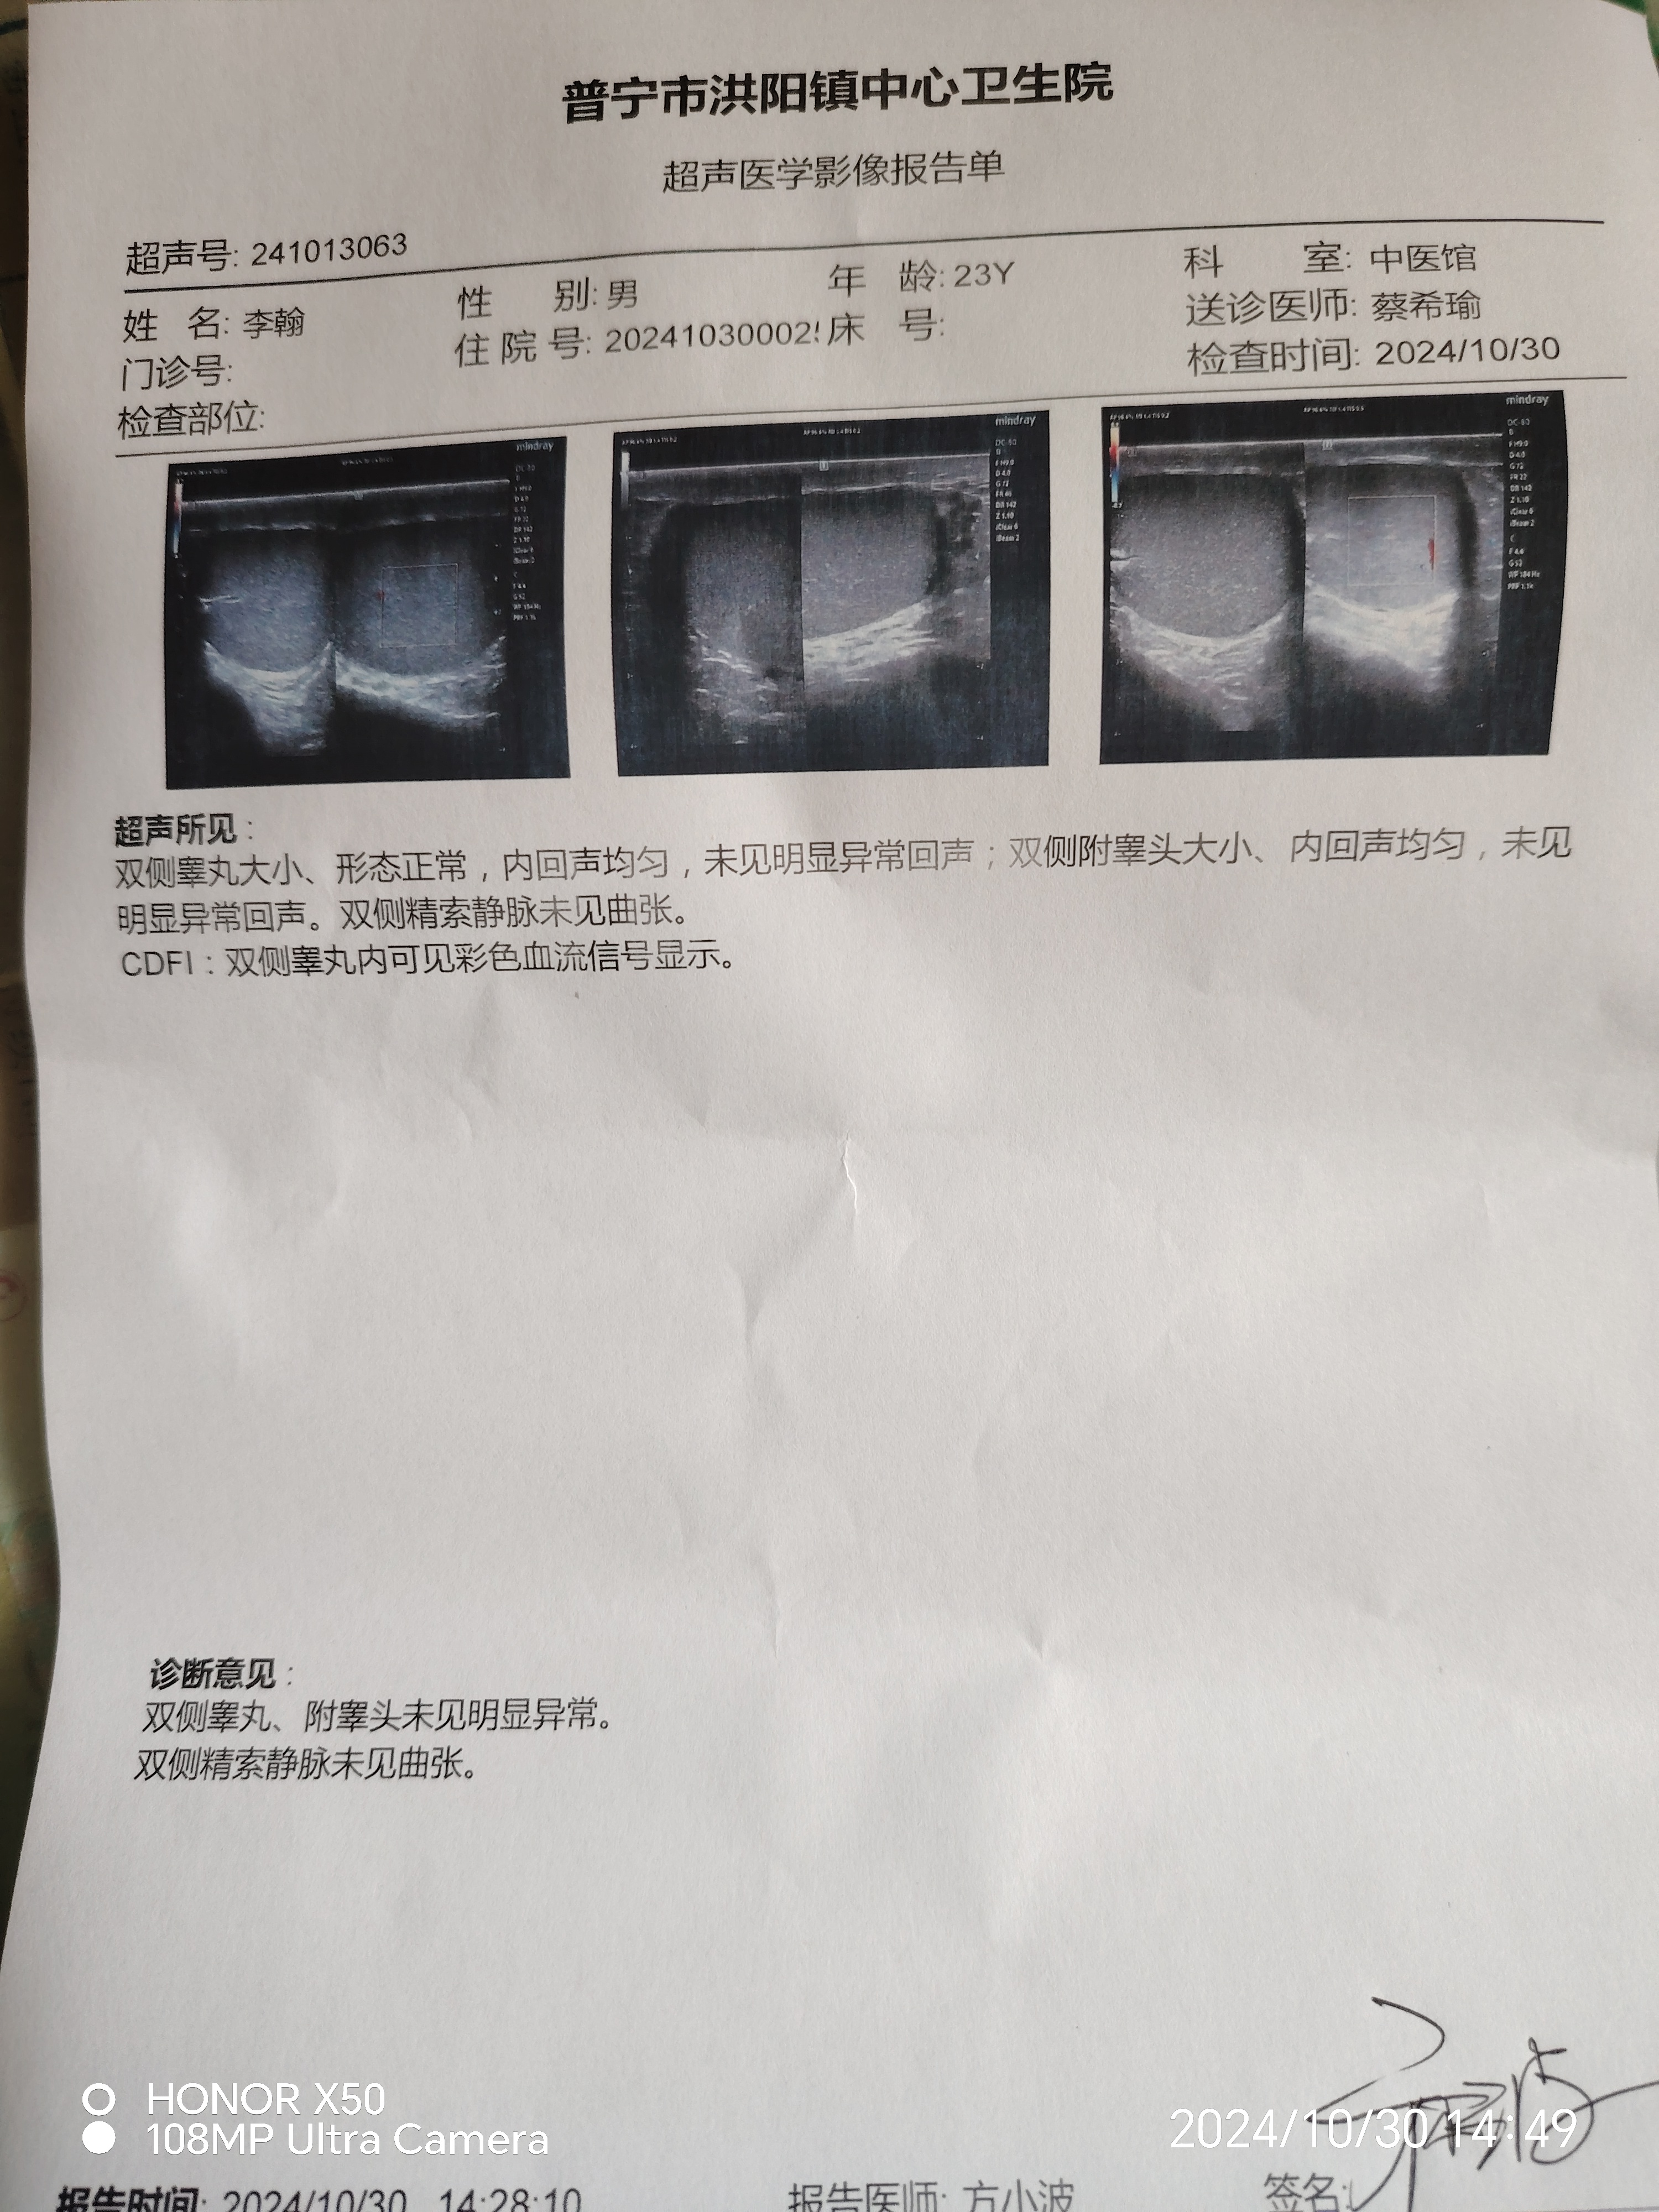 普宁市洪阳镇中心卫生院
超声医学影像报告单
超声号: 241013063
姓 名: 李翰 性 别: 男 年 龄: 23Y 科 室: 中医馆
门诊号: 住院号: 2024103000025 床 号: 送诊医师: 蔡希瑜
检查部位: 检查时间: 2024/10/30
mindray
mindray
mindray
超声所见:
双侧睾丸大小、形态正常，内回声均匀，未见明显异常回声；双侧附睾头大小、内回声均匀，未见
明显异常回声。双侧精索静脉未见曲张。
CDFI：双侧睾丸内可见彩色血流信号显示。
诊断意见:
双侧睾丸、附睾头未见明显异常。
双侧精索静脉未见曲张。
HONOR X50
108MP Ultra Camera
2024/10/30 14:49
报告时间: 2024/10/30 14:28:10 报告医师: 方小波 签名: